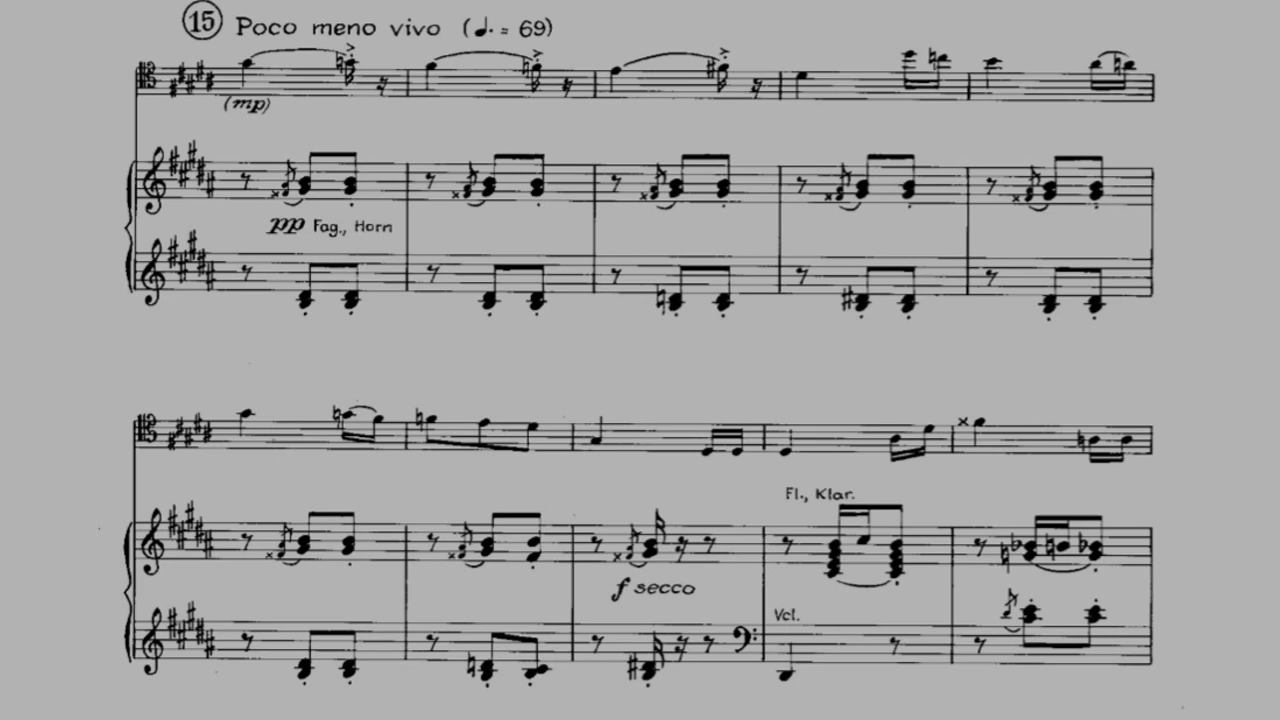 15 Poco meno vivo (♩. = 69)
(mp)
pp Fag., Horn
Fl., Klar.
f secco
Vcl.